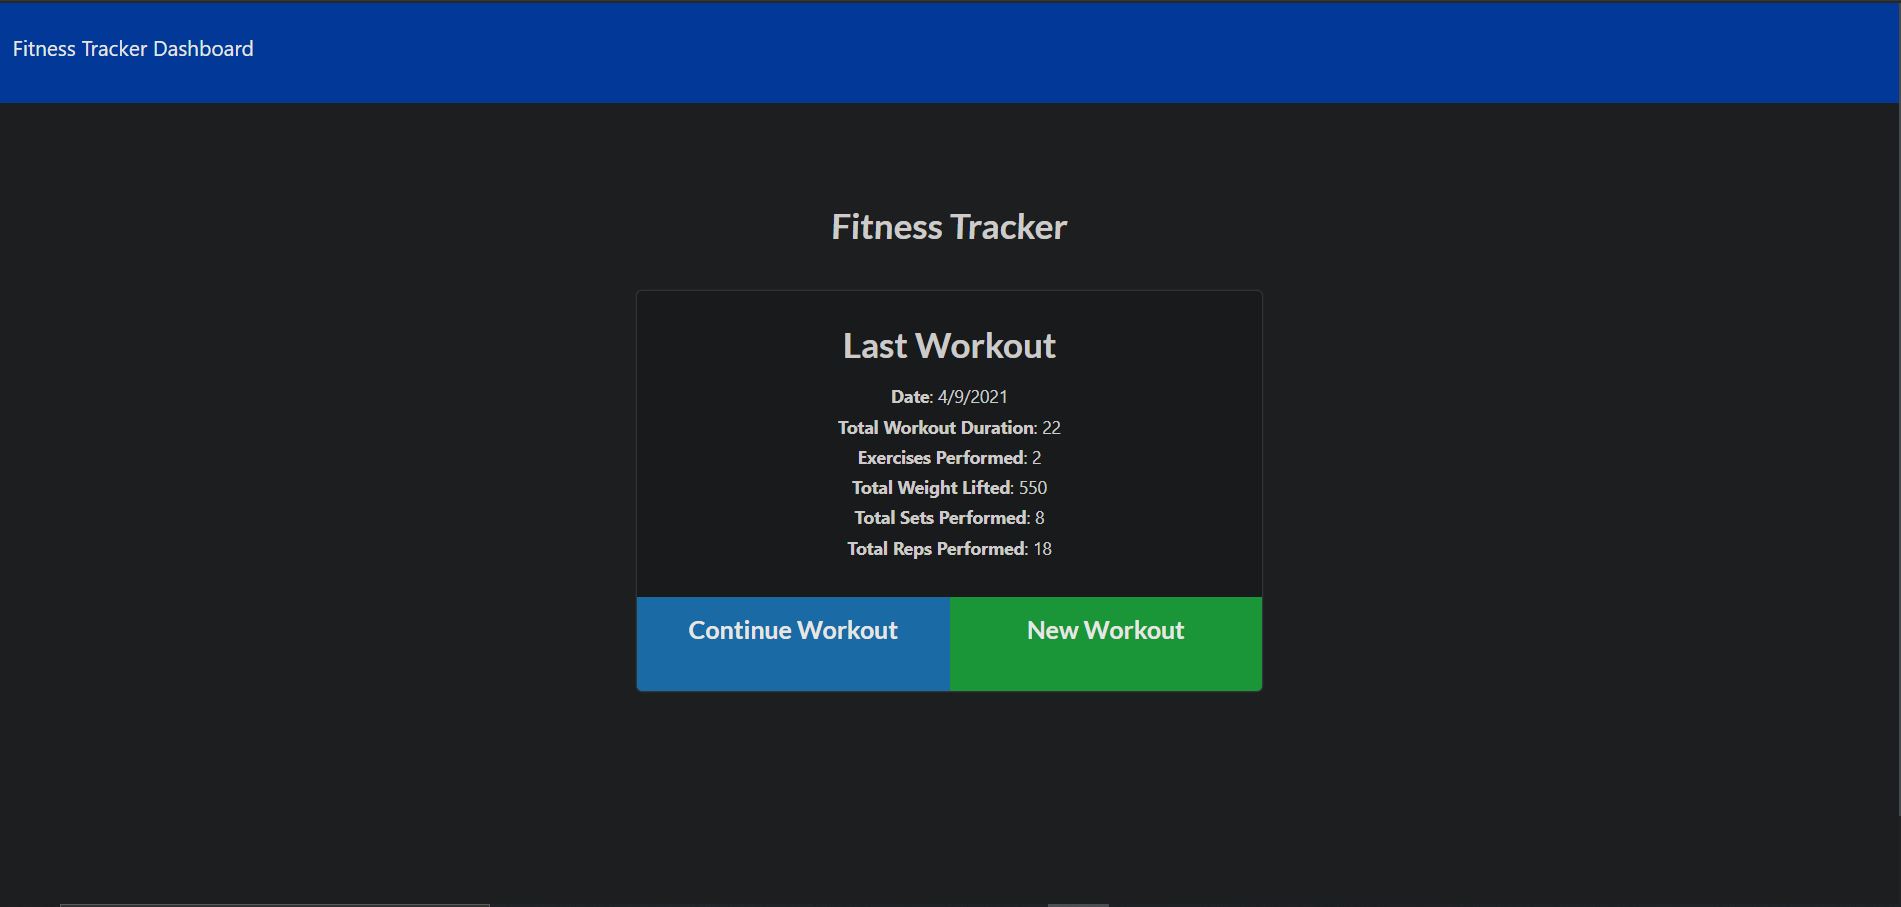 Fitness Tracker Dashboard
Fitness Tracker
Last Workout
Date: 4/9/2021
Total Workout Duration: 22
Exercises Performed: 2
Total Weight Lifted: 550
Total Sets Performed: 8
Total Reps Performed: 18
Continue Workout New Workout